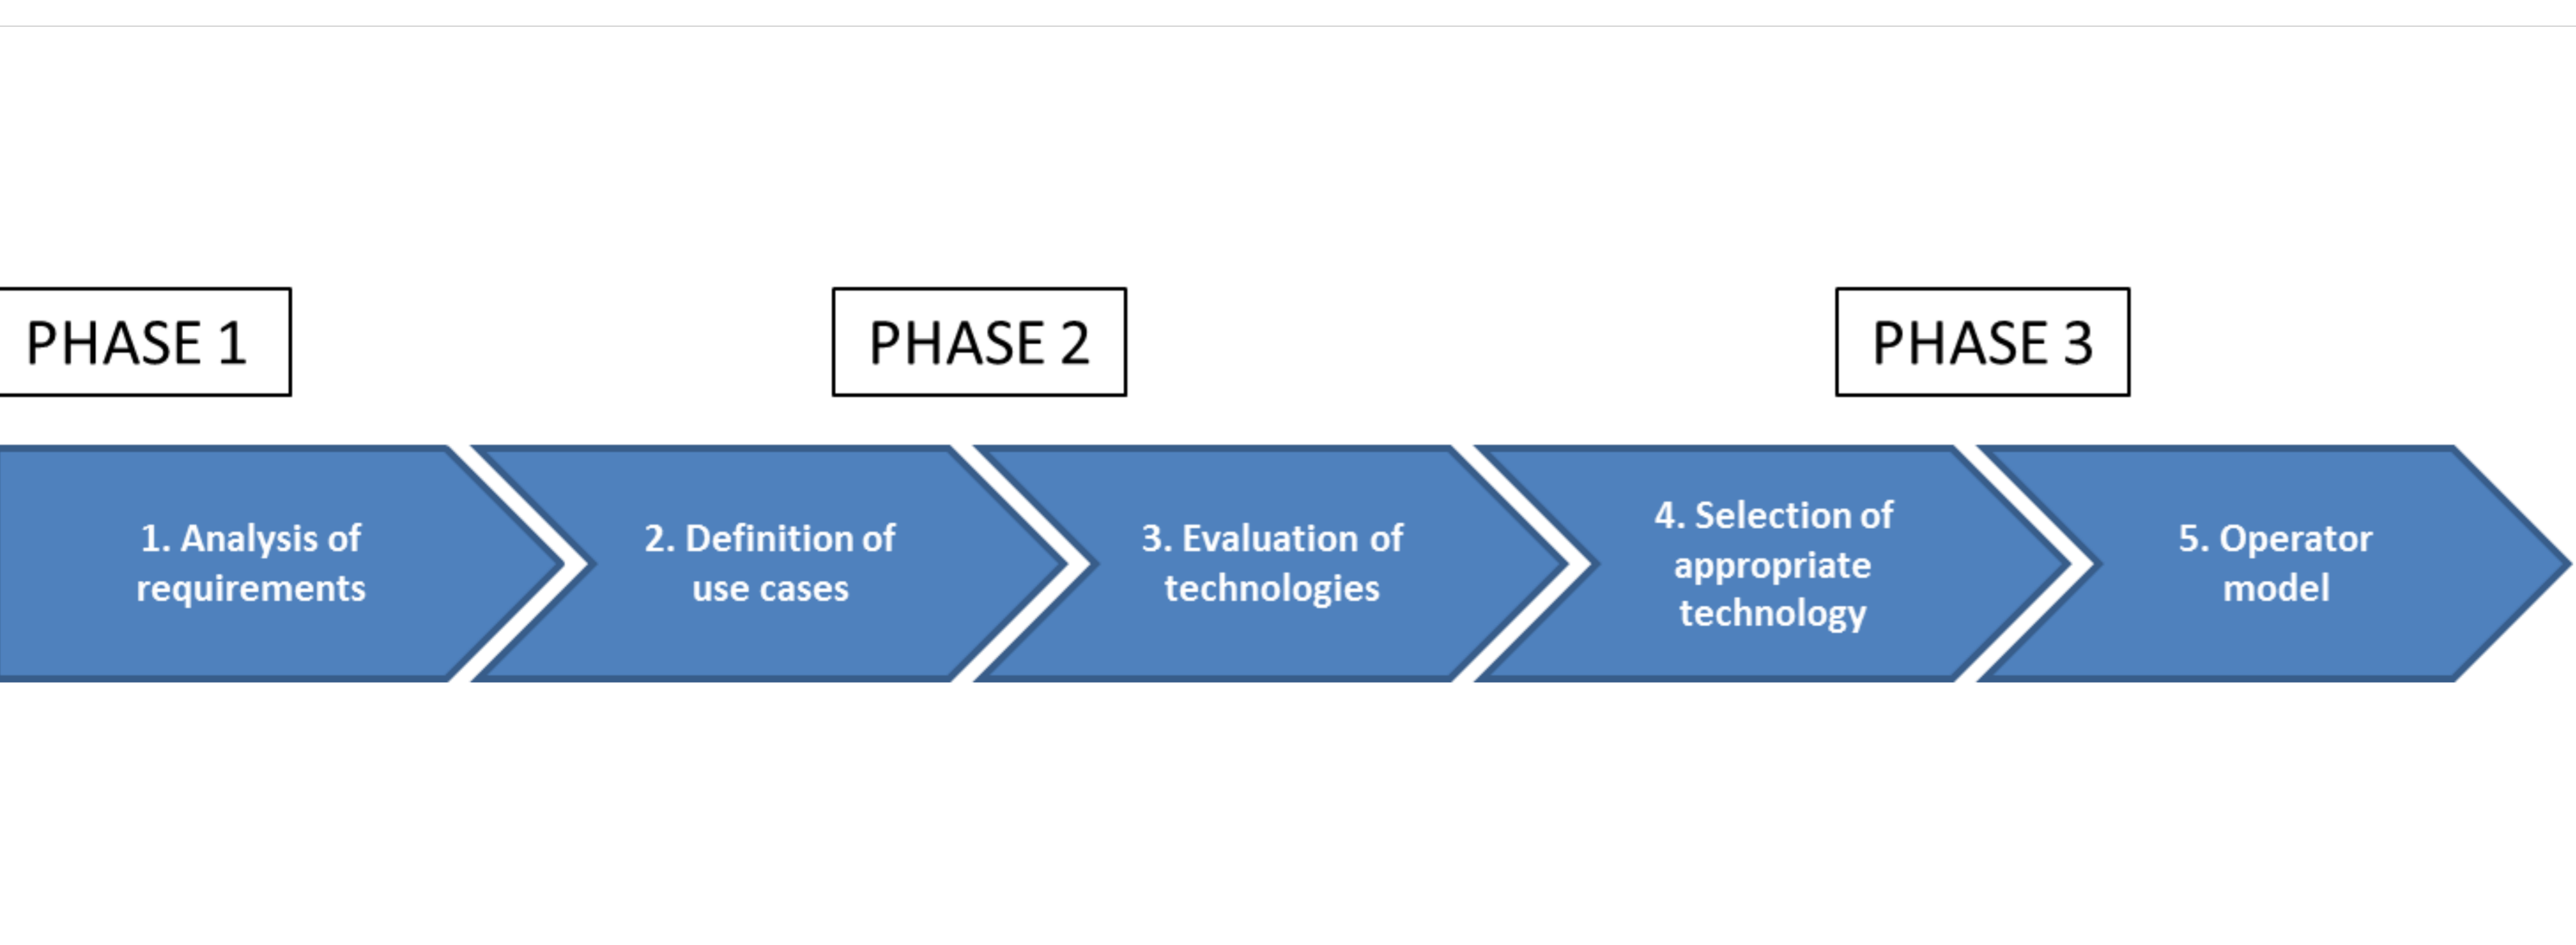 PHASE 1
PHASE 2
PHASE 3
1. Analysis of
requirements
2. Definition of
use cases
3. Evaluation of
technologies
4. Selection of
appropriate
technology
5. Operator
model